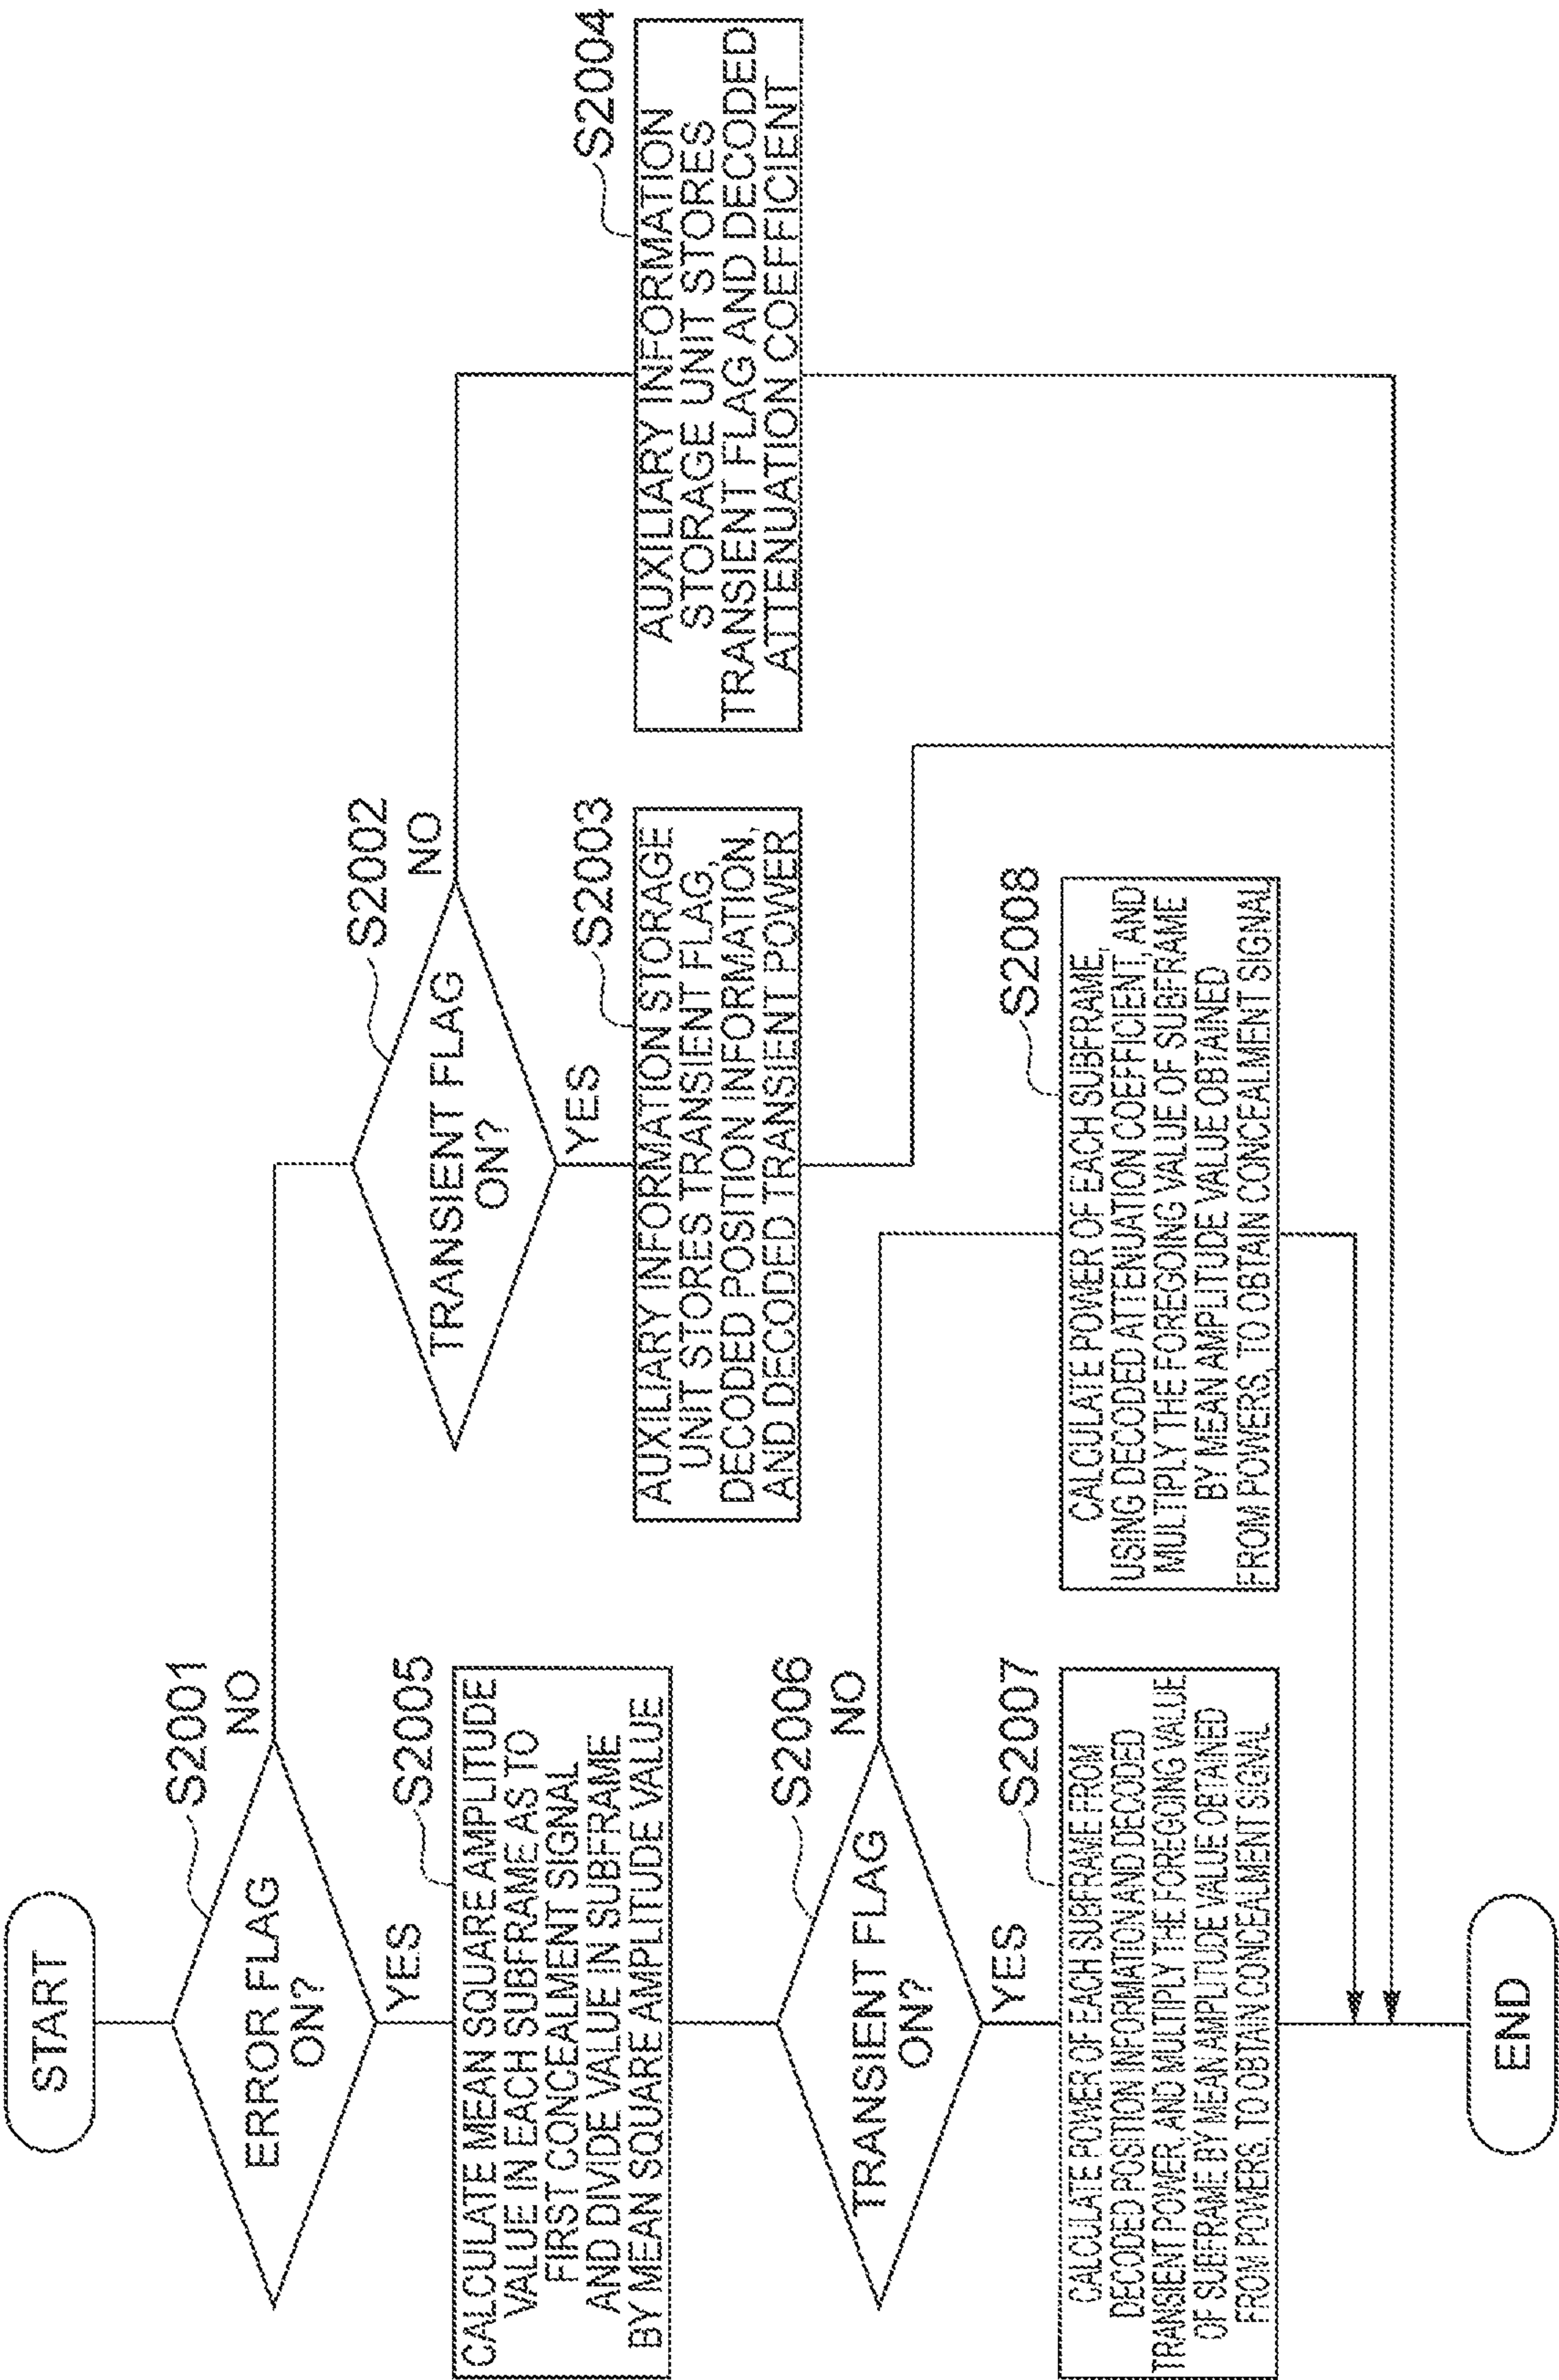 START
S2001
ERROR FLAG
ON?
NO
YES
S2002
TRANSIENT FLAG
ON?
NO
YES
S2003
AUXILIARY INFORMATION STORAGE
UNIT STORES TRANSIENT FLAG,
DECODED POSITION INFORMATION,
AND DECODED TRANSIENT POWER
S2004
AUXILIARY INFORMATION
STORAGE UNIT STORES
TRANSIENT FLAG AND DECODED
ATTENUATION COEFFICIENT
S2005
CALCULATE MEAN SQUARE AMPLITUDE
VALUE IN EACH SUBFRAME AS TO
FIRST CONCEALMENT SIGNAL
AND DIVIDE VALUE IN SUBFRAME
BY MEAN SQUARE AMPLITUDE VALUE
S2006
TRANSIENT FLAG
ON?
NO
YES
S2007
CALCULATE POWER OF EACH SUBFRAME FROM
DECODED POSITION INFORMATION AND DECODED
TRANSIENT POWER, AND MULTIPLY THE FOREGOING VALUE
OF SUBFRAME BY MEAN AMPLITUDE VALUE OBTAINED
FROM POWERS, TO OBTAIN CONCEALMENT SIGNAL
S2008
CALCULATE POWER OF EACH SUBFRAME,
USING DECODED ATTENUATION COEFFICIENT, AND
MULTIPLY THE FOREGOING VALUE OF SUBFRAME
BY MEAN AMPLITUDE VALUE OBTAINED
FROM POWERS, TO OBTAIN CONCEALMENT SIGNAL
END